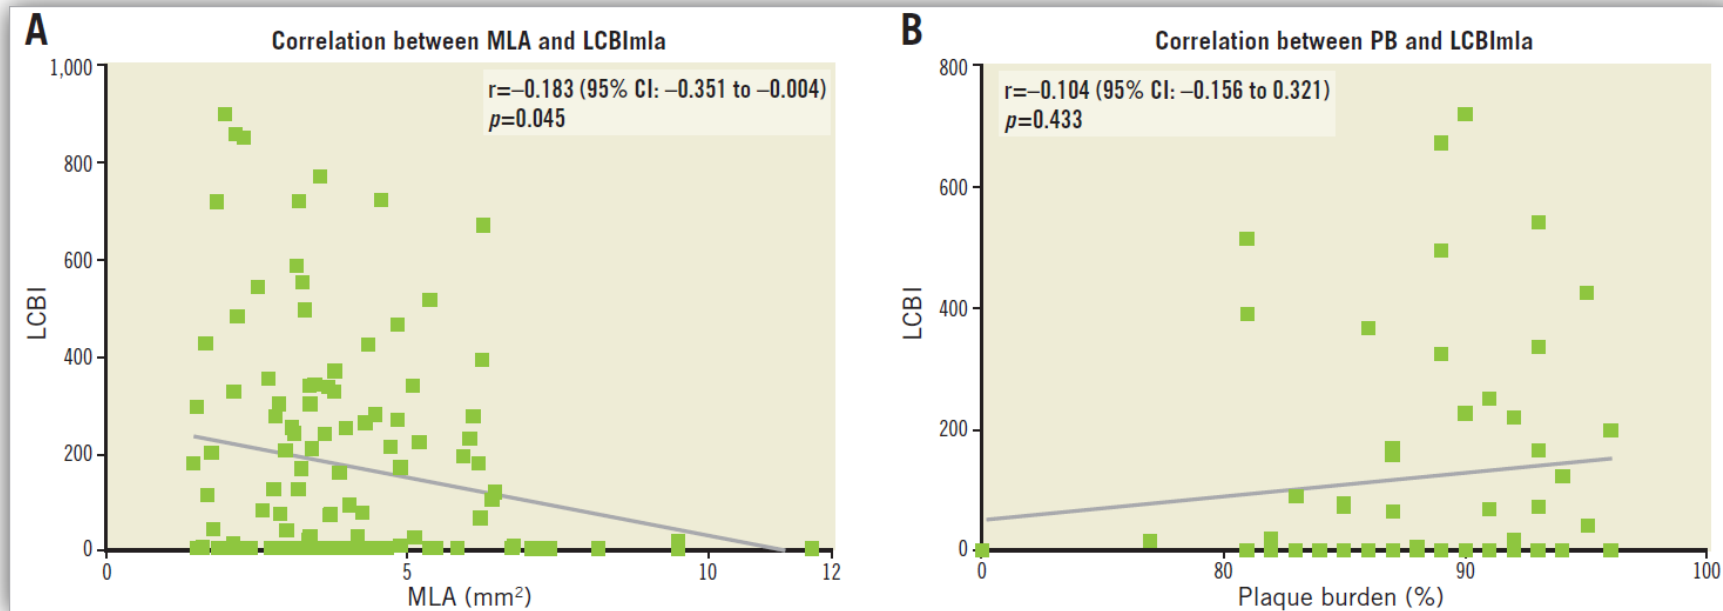 A
Correlation between MLA and LCBImla
r=–0.183 (95% CI: –0.351 to –0.004)
p=0.045
LCBI
1,000
800
600
400
200
0
0 5 10 12
MLA (mm²)
B
Correlation between PB and LCBImla
r=–0.104 (95% CI: –0.156 to 0.321)
p=0.433
LCBI
800
600
400
200
0
0 80 90 100
Plaque burden (%)